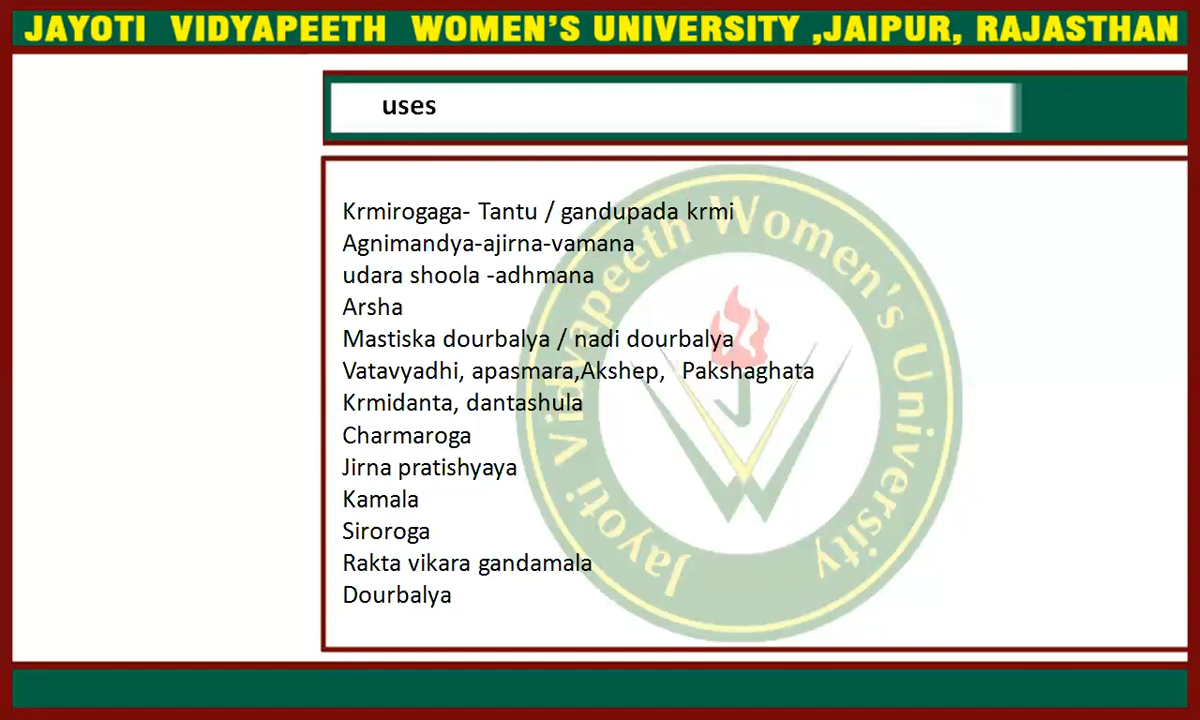 JAYOTI VIDYAPEETH WOMEN'S UNIVERSITY ,JAIPUR, RAJASTHAN
uses
Krmirogaga- Tantu / gandupada krmi
Agnimandya-ajirna-vamana
udara shoola -adhmana
Arsha
Mastiska dourbalya / nadi dourbalya
Vatavyadhi, apasmara,Akshep, Pakshaghata
Krmidanta, dantashula
Charmaroga
Jirna pratishyaya
Kamala
Siroroga
Rakta vikara gandamala
Dourbalya
Jayoti Vidyapeeth Women's University